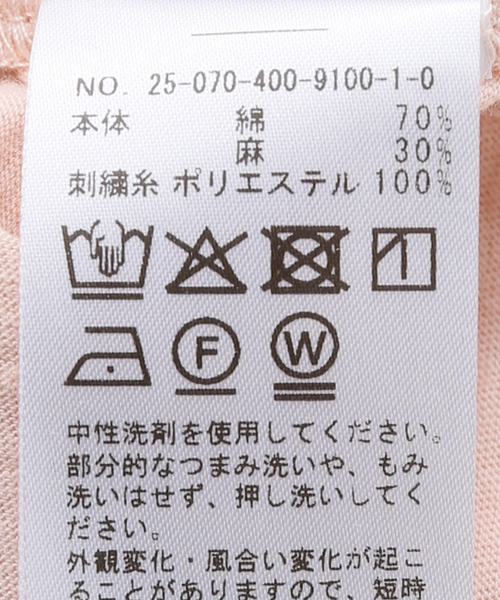 NO. 25-070-400-9100-1-0
本体 綿 70%
麻 30%
刺繍糸 ポリエステル 100%
F W
中性洗剤を使用してください。
部分的なつまみ洗いや、もみ
洗いはせず、押し洗いしてく
ださい。
外観変化・風合い変化が起こ
ることがありますので、短時